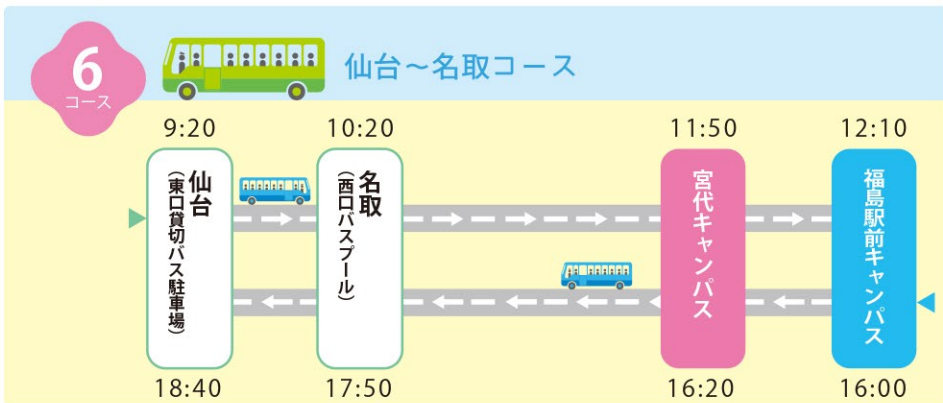 6
コース
仙台～名取コース
9:20
10:20
11:50
12:10
仙台
(東口貸切バス駐車場)
名取
(西口バスプール)
宮代キャンパス
福島駅前キャンパス
18:40
17:50
16:20
16:00